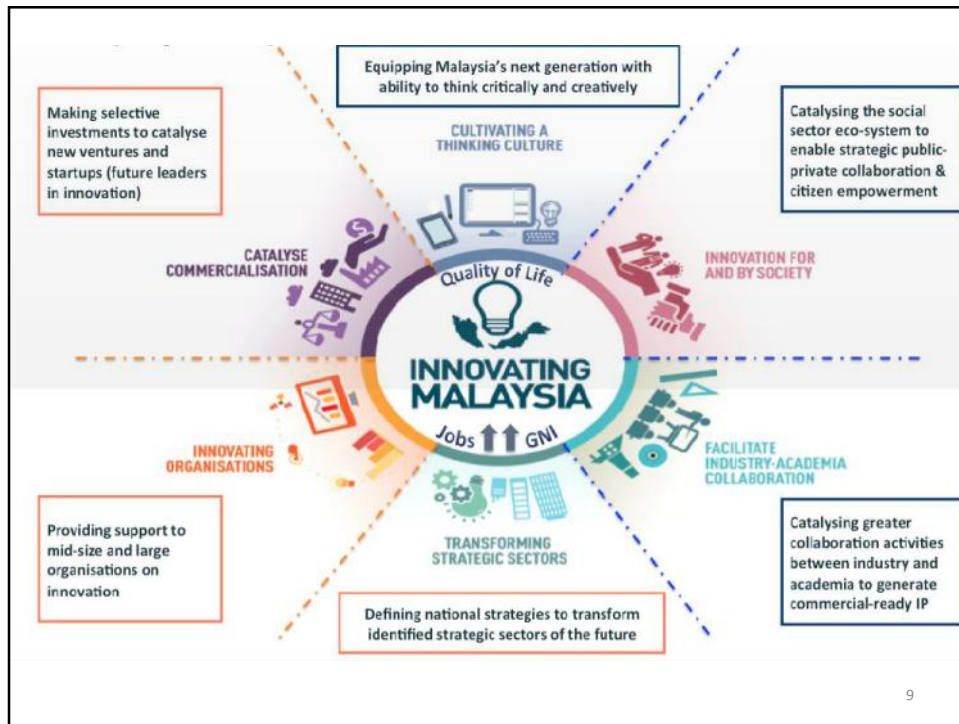 Equipping Malaysia's next generation with
ability to think critically and creatively
Making selective
investments to catalyse
new ventures and
startups (future leaders
in innovation)
CULTIVATING A
THINKING CULTURE
Catalysing the social
sector eco-system to
enable strategic public-
private collaboration &
citizen empowerment
CATALYSE
COMMERCIALISATION
INNOVATION FOR
AND BY SOCIETY
Quality of Life
INNOVATING
MALAYSIA
Jobs GNI
INNOVATING
ORGANISATIONS
FACILITATE
INDUSTRY-ACADEMIA
COLLABORATION
Providing support to
mid-size and large
organisations on
innovation
TRANSFORMING
STRATEGIC SECTORS
Catalysing greater
collaboration activities
between industry and
academia to generate
commercial-ready IP
Defining national strategies to transform
identified strategic sectors of the future
9